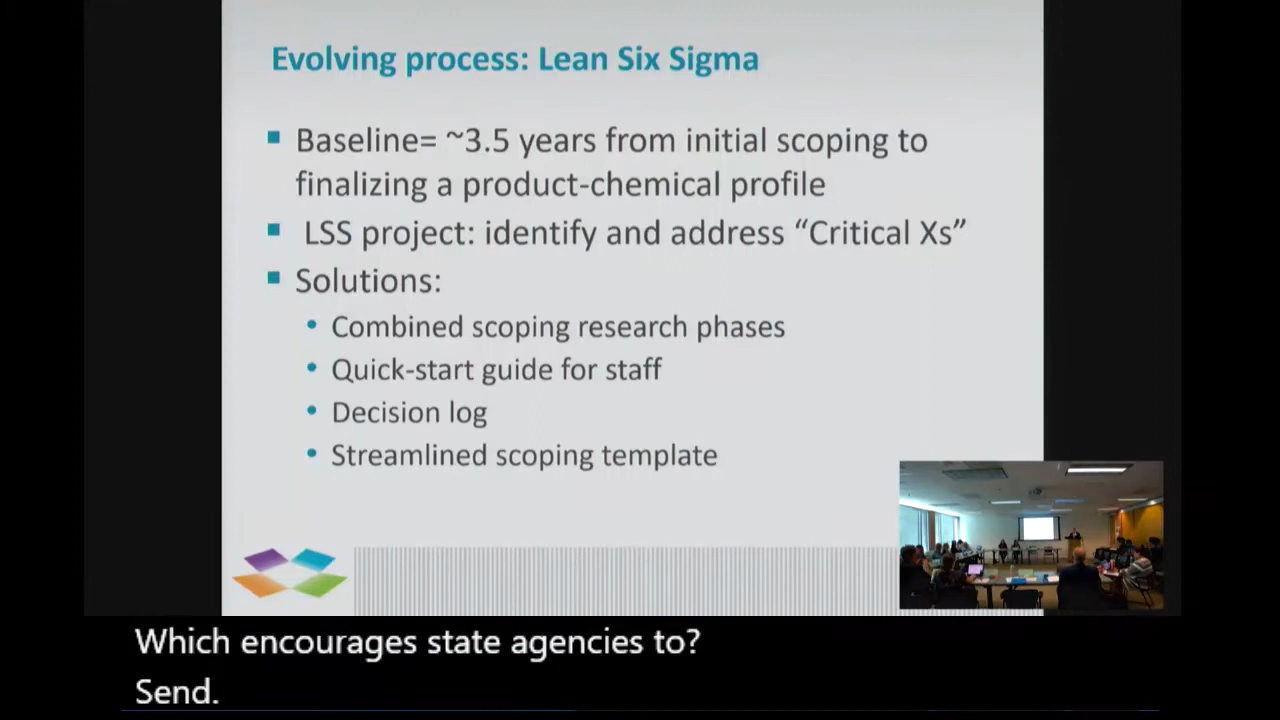 Evolving process: Lean Six Sigma
Baseline= ~3.5 years from initial scoping to
finalizing a product-chemical profile
LSS project: identify and address “Critical Xs”
Solutions:
Combined scoping research phases
Quick-start guide for staff
Decision log
Streamlined scoping template
Which encourages state agencies to?
Send.